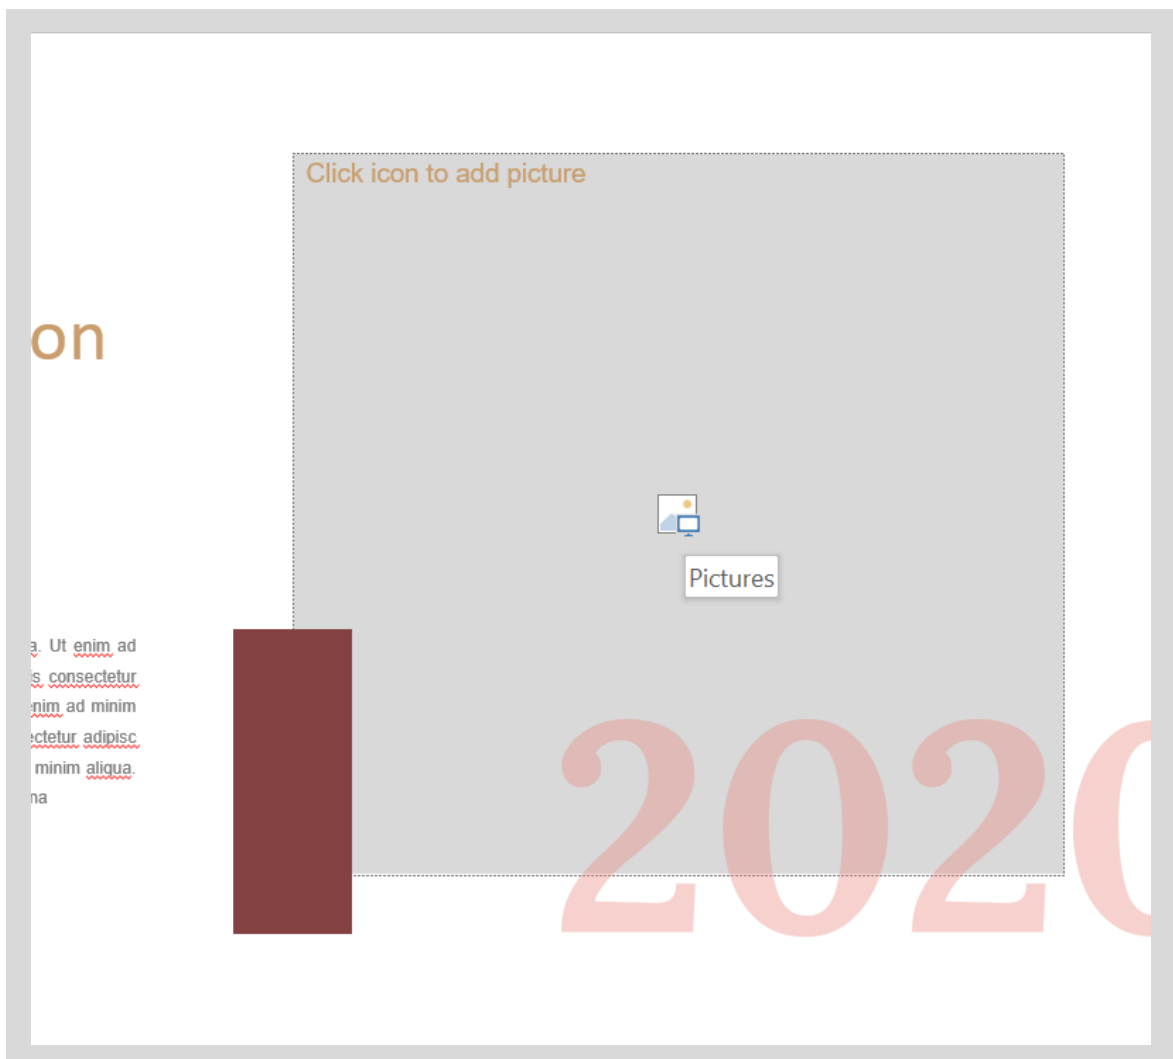 Click icon to add picture
on
Pictures
a. Ut enim ad
is consectetur
enim ad minim
ectetur adipisc
minim aliqua.
na
2020